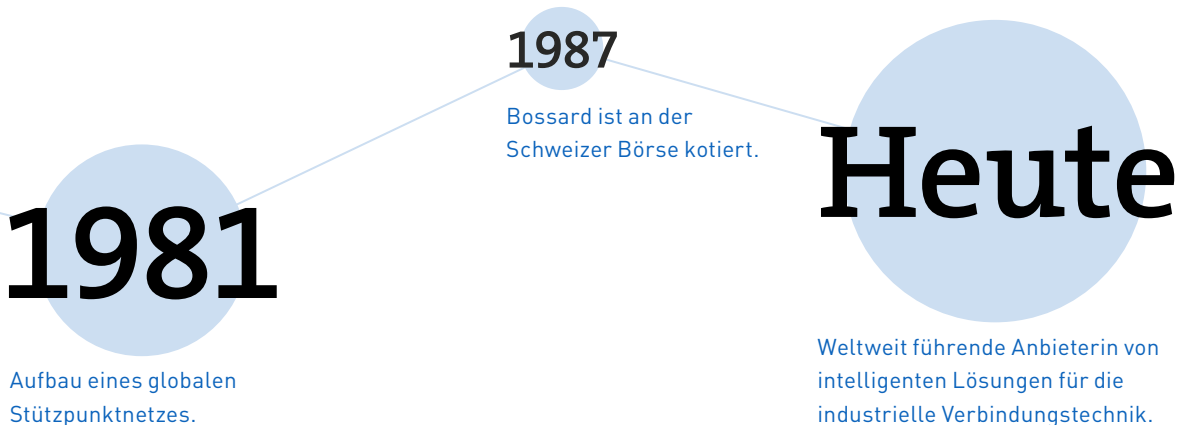 1981
Aufbau eines globalen
Stützpunktnetzes.
1987
Bossard ist an der
Schweizer Börse kotiert.
Heute
Weltweit führende Anbieterin von
intelligenten Lösungen für die
industrielle Verbindungstechnik.